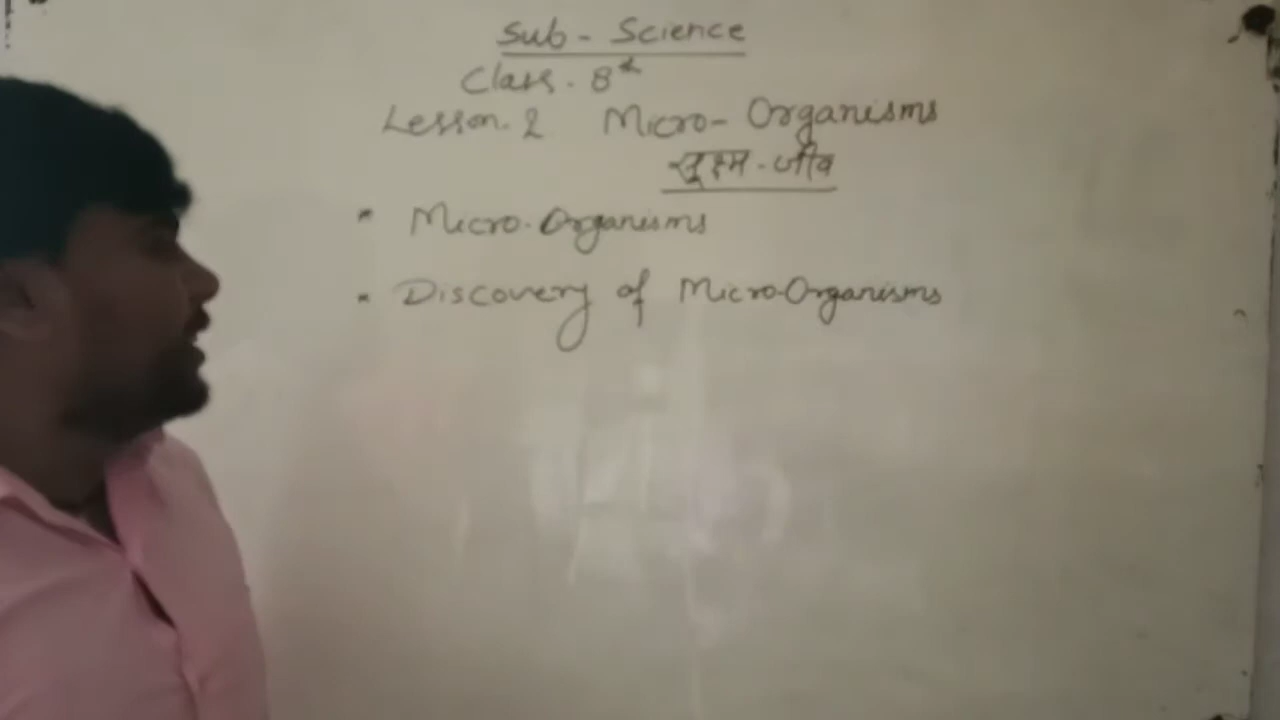 Sub - Science
Class. 8th
Lesson. 2 Micro-Organisms
सूक्ष्म-जीव
Micro-Organisms
Discovery of Micro-Organisms